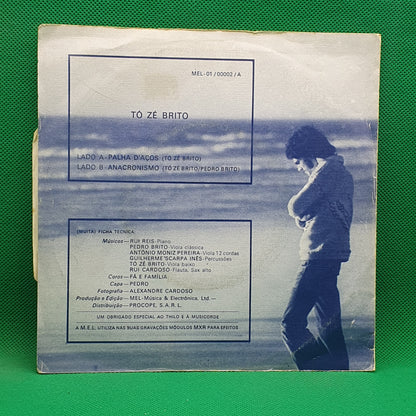 MEL-01/00002/A
TÓ ZÉ BRITO
LADO A - PALHA D'AÇOS (TÓ ZÉ BRITO)
LADO B - ANACRONISMO (TÓ ZÉ BRITO/PEDRO BRITO)
(MUITA) FICHA TÉCNICA
Músicos — RUI REIS - Piano
PEDRO BRITO - Viola clássica
ANTÓNIO MONIZ PEREIRA - Viola 12 cordas
GUILHERME 'SCARPA INÊS - Percussões
TÓ ZÉ BRITO - Viola baixo
RUI CARDOSO - Flauta, Sax alto
Coros — FÁ E FAMÍLIA
Capa — PEDRO
Fotografia — ALEXANDRE CARDOSO
Produção e Edição — MEL - Música & Electrónica, Ltd. —
Distribuição — PROCOPE, S.A.R.L.
UM OBRIGADO ESPECIAL AO THILO E À MUSICORDE
A M.E.L. UTILIZA NAS SUAS GRAVAÇÕES MÓDULOS MXR PARA EFEITOS